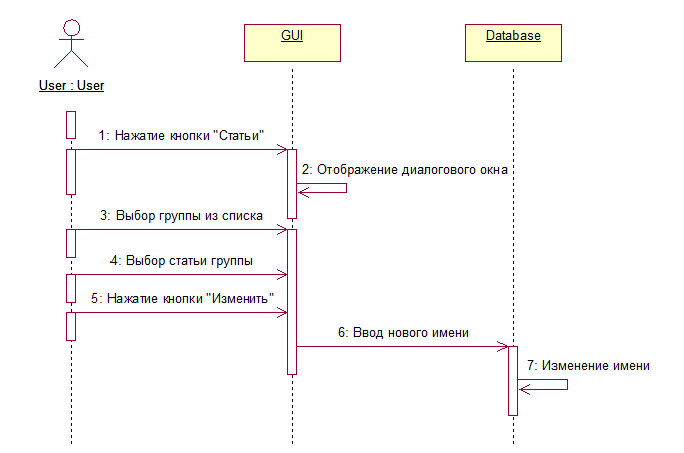 GUI
Database
User : User
1: Нажатие кнопки "Статьи"
2: Отображение диалогового окна
3: Выбор группы из списка
4: Выбор статьи группы
5: Нажатие кнопки "Изменить"
6: Ввод нового имени
7: Изменение имени